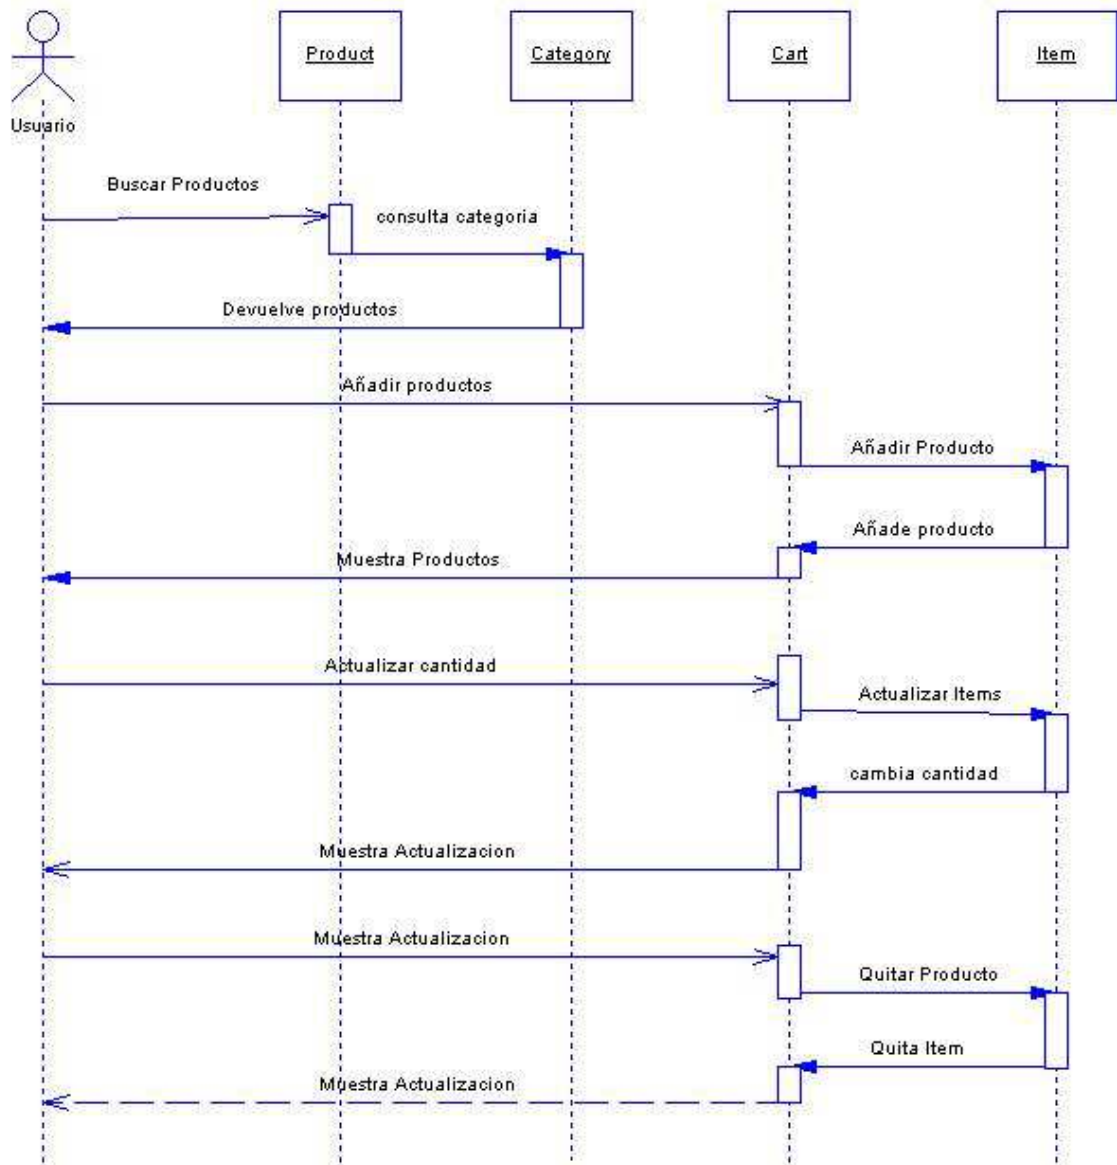 Product
Category
Cart
Item
Usuario
Buscar Productos
consulta categoria
Devuelve productos
Añadir productos
Añadir Producto
Añade producto
Muestra Productos
Actualizar cantidad
Actualizar Items
cambia cantidad
Muestra Actualizacion
Muestra Actualizacion
Quitar Producto
Quita Item
Muestra Actualizacion